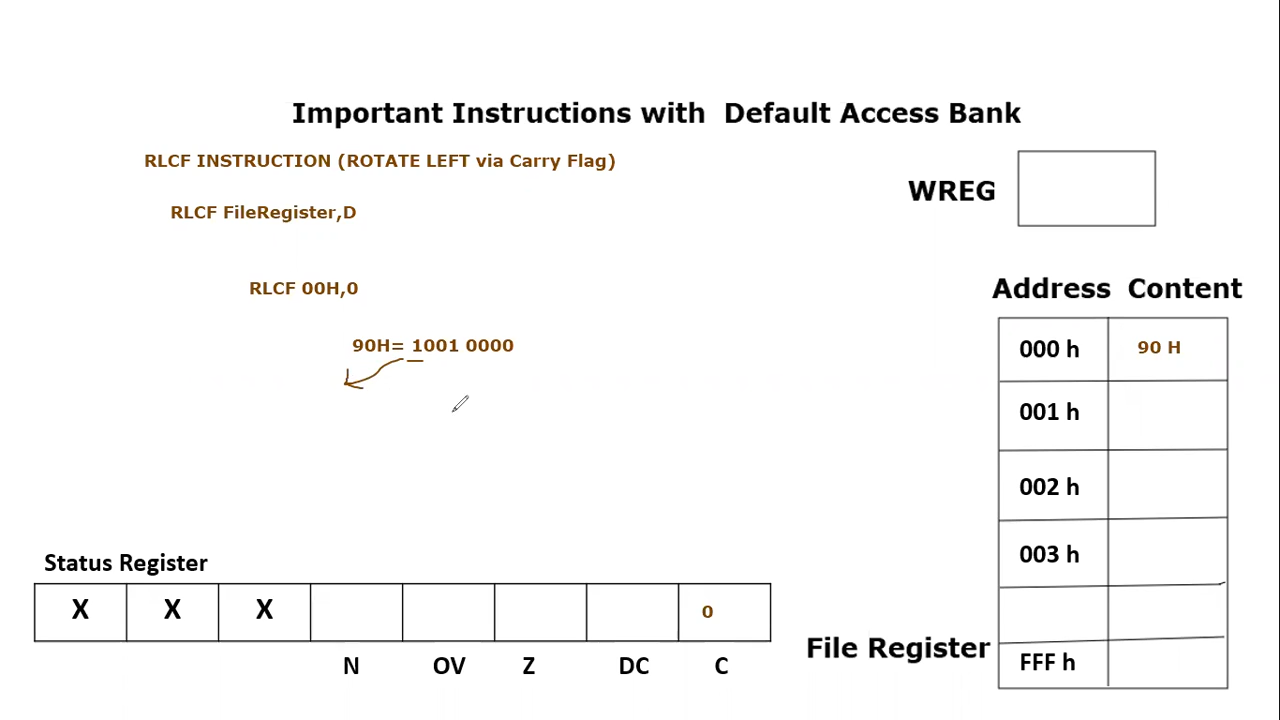 Important Instructions with Default Access Bank
RLCF INSTRUCTION (ROTATE LEFT via Carry Flag)
RLCF FileRegister,D
RLCF 00H,0
90H= 1001 0000
WREG
Address Content
000 h 90 H
001 h
002 h
003 h
FFF h
File Register
Status Register
X X X 0
N OV Z DC C